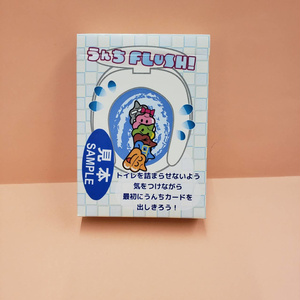 うんち FLUSH!
見本
SAMPLE
トイレを詰まらせないよう
気をつけながら
最初にうんちカードを
出しきろう！